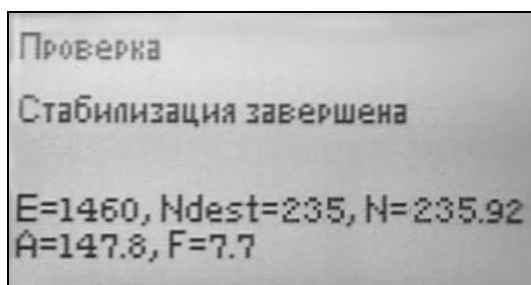 Проверка
Стабилизация завершена
E=1460, Ndest=235, N=235.92
A=147.8, F=7.7